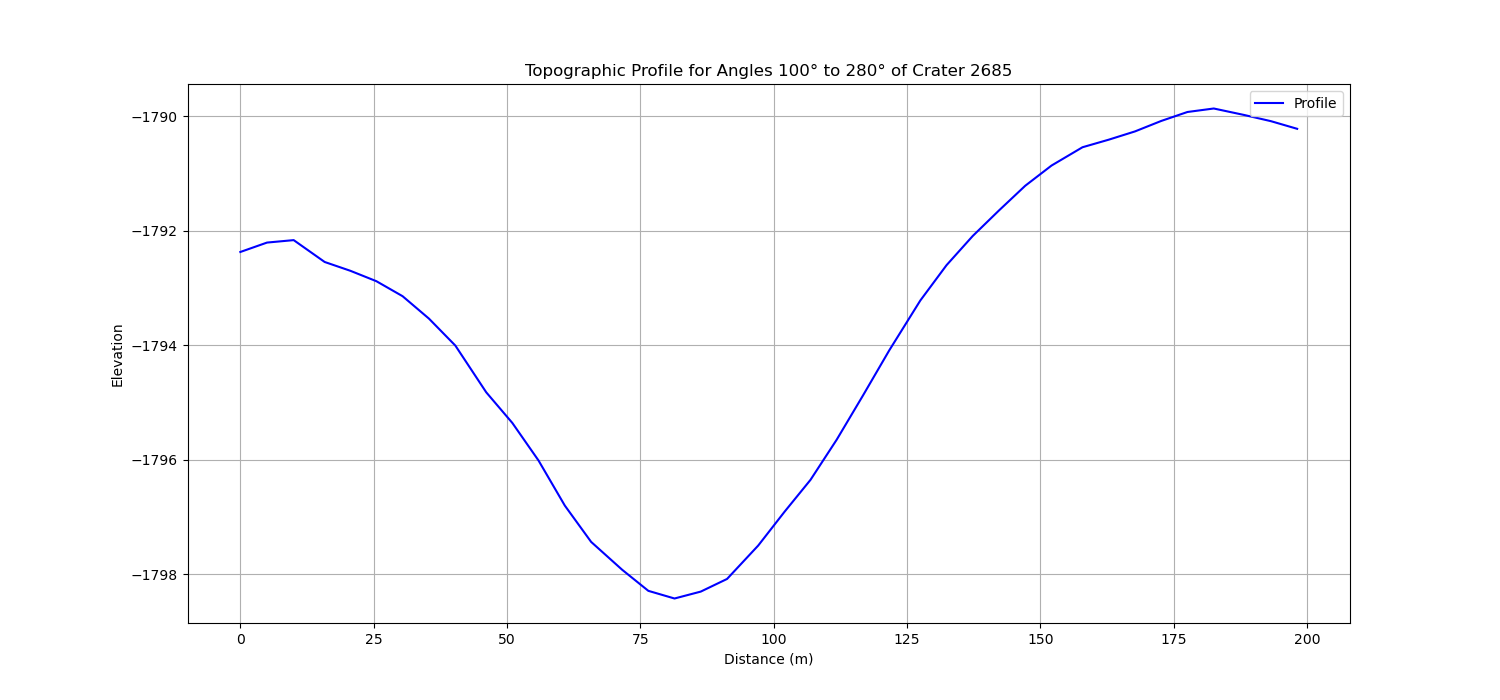 Topographic Profile for Angles 100° to 280° of Crater 2685
Profile
−1790
−1792
−1794
−1796
−1798
Elevation
0 25 50 75 100 125 150 175 200
Distance (m)